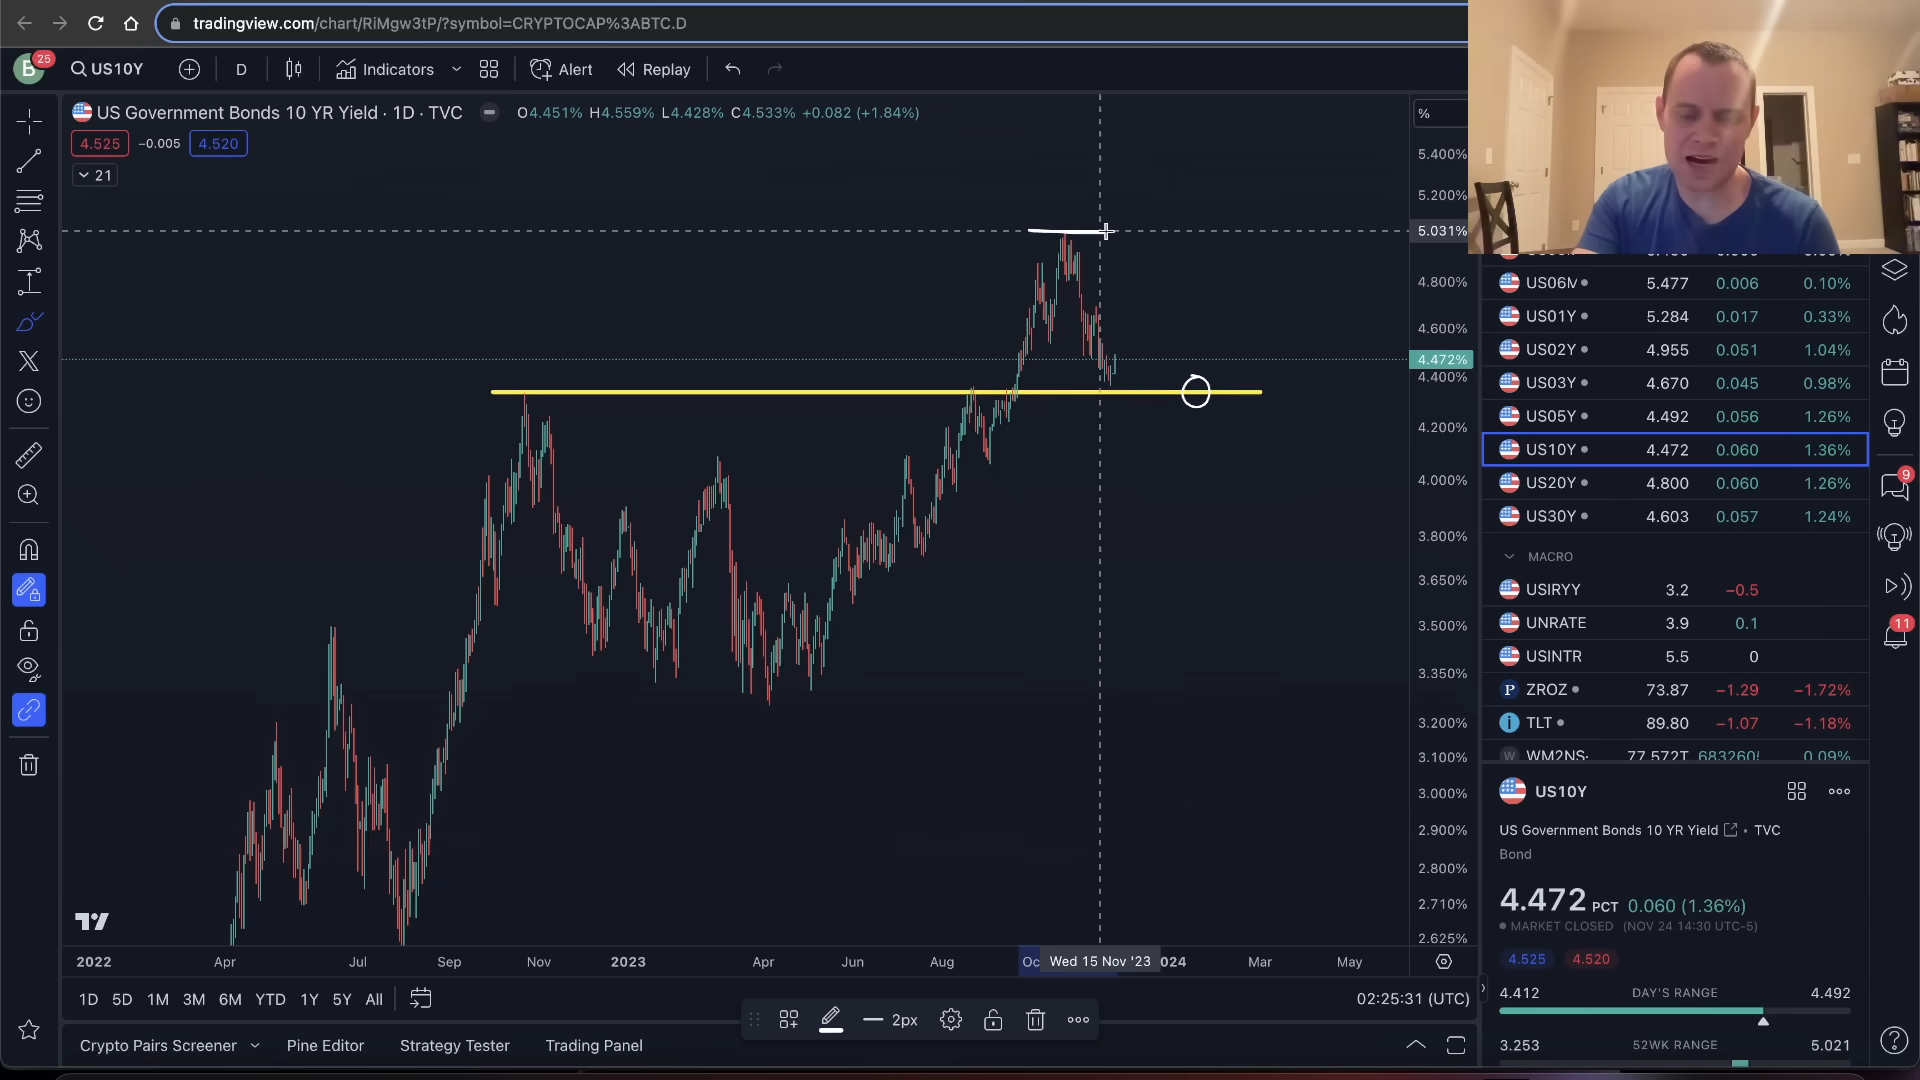 tradingview.com/chart/RiMgw3tP/?symbol=CRYPTOCAP%3ABTC.D
B 25 US10Y D Indicators Alert Replay
US Government Bonds 10 YR Yield · 1D · TVC O4.451% H4.559% L4.428% C4.533% +0.082 (+1.84%)
4.525 −0.005 4.520
21
%
5.400%
5.200%
5.031%
4.800%
4.600%
4.472%
4.400%
4.200%
4.000%
3.800%
3.650%
3.500%
3.350%
3.200%
3.100%
3.000%
2.900%
2.800%
2.710%
2.625%
2022 Apr Jul Sep Nov 2023 Apr Jun Aug Oc Wed 15 Nov '23 024 Mar May
1D 5D 1M 3M 6M YTD 1Y 5Y All 02:25:31 (UTC)
2px
Crypto Pairs Screener Pine Editor Strategy Tester Trading Panel
US06M 5.477 0.006 0.10%
US01Y 5.284 0.017 0.33%
US02Y 4.955 0.051 1.04%
US03Y 4.670 0.045 0.98%
US05Y 4.492 0.056 1.26%
US10Y 4.472 0.060 1.36%
US20Y 4.800 0.060 1.26%
US30Y 4.603 0.057 1.24%
MACRO
USIRYY 3.2 −0.5
UNRATE 3.9 0.1
USINTR 5.5 0
P ZROZ 73.87 −1.29 −1.72%
i TLT 89.80 −1.07 −1.18%
W WM2NS- 77.572T 0.09%
US10Y
US Government Bonds 10 YR Yield • TVC
Bond
4.472 PCT 0.060 (1.36%)
MARKET CLOSED (NOV 24 14:30 UTC-5)
4.525 4.520
4.412 DAY'S RANGE 4.492
3.253 52WK RANGE 5.021
9
11